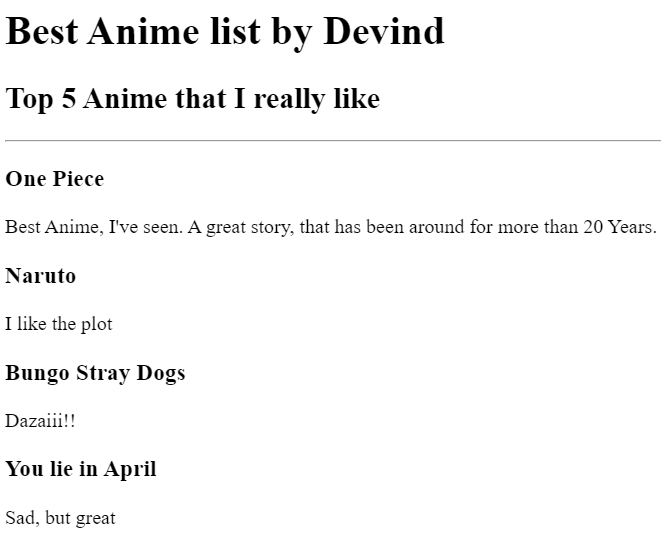 Best Anime list by Devind
Top 5 Anime that I really like
One Piece
Best Anime, I've seen. A great story, that has been around for more than 20 Years.
Naruto
I like the plot
Bungo Stray Dogs
Dazaiii!!
You lie in April
Sad, but great